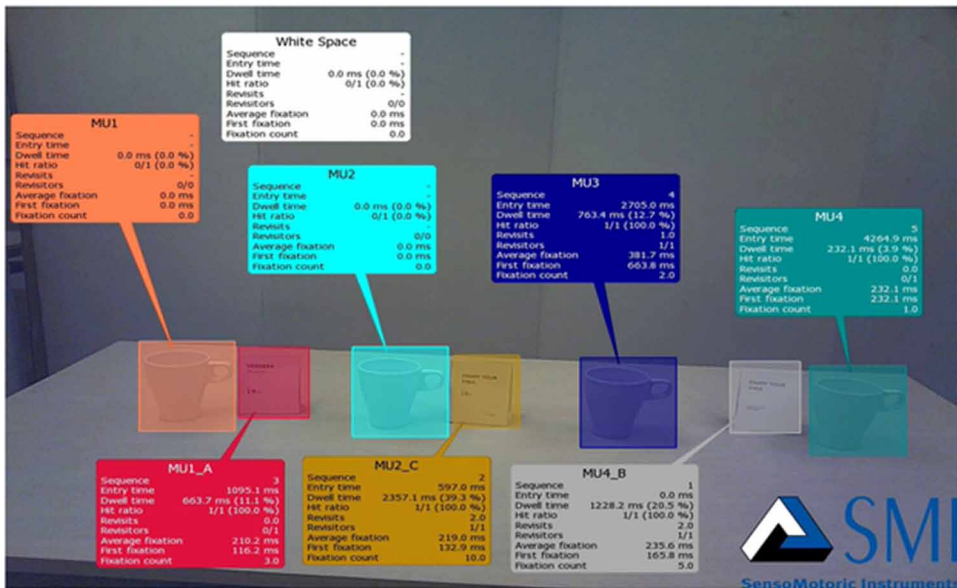 White Space
Sequence -
Entry time -
Dwell time 0.0 ms (0.0 %)
Hit ratio 0/1 (0.0 %)
Revisits -
Revisitors 0/0
Average fixation 0.0 ms
First fixation 0.0 ms
Fixation count 0.0
MU1
Sequence -
Entry time -
Dwell time 0.0 ms (0.0 %)
Hit ratio 0/1 (0.0 %)
Revisits -
Revisitors 0/0
Average fixation 0.0 ms
First fixation 0.0 ms
Fixation count 0.0
MU2
Sequence -
Entry time -
Dwell time 0.0 ms (0.0 %)
Hit ratio 0/1 (0.0 %)
Revisits -
Revisitors 0/0
Average fixation 0.0 ms
First fixation 0.0 ms
Fixation count 0.0
MU3
Sequence 4
Entry time 2705.0 ms
Dwell time 763.4 ms (12.7 %)
Hit ratio 1/1 (100.0 %)
Revisits 1.0
Revisitors 1/1
Average fixation 381.7 ms
First fixation 663.8 ms
Fixation count 2.0
MU4
Sequence 5
Entry time 4264.9 ms
Dwell time 232.1 ms (3.9 %)
Hit ratio 1/1 (100.0 %)
Revisits 0.0
Revisitors 0/1
Average fixation 232.1 ms
First fixation 232.1 ms
Fixation count 1.0
MU1_A
Sequence 3
Entry time 1095.1 ms
Dwell time 663.7 ms (11.1 %)
Hit ratio 1/1 (100.0 %)
Revisits 0.0
Revisitors 0/1
Average fixation 210.2 ms
First fixation 116.2 ms
Fixation count 3.0
MU2_C
Sequence 2
Entry time 597.0 ms
Dwell time 2357.1 ms (39.3 %)
Hit ratio 1/1 (100.0 %)
Revisits 2.0
Revisitors 1/1
Average fixation 219.0 ms
First fixation 132.9 ms
Fixation count 10.0
MU4_B
Sequence 1
Entry time 0.0 ms
Dwell time 1228.2 ms (20.5 %)
Hit ratio 1/1 (100.0 %)
Revisits 2.0
Revisitors 1/1
Average fixation 235.6 ms
First fixation 165.8 ms
Fixation count 5.0
SMI
SensoMotoric Instruments